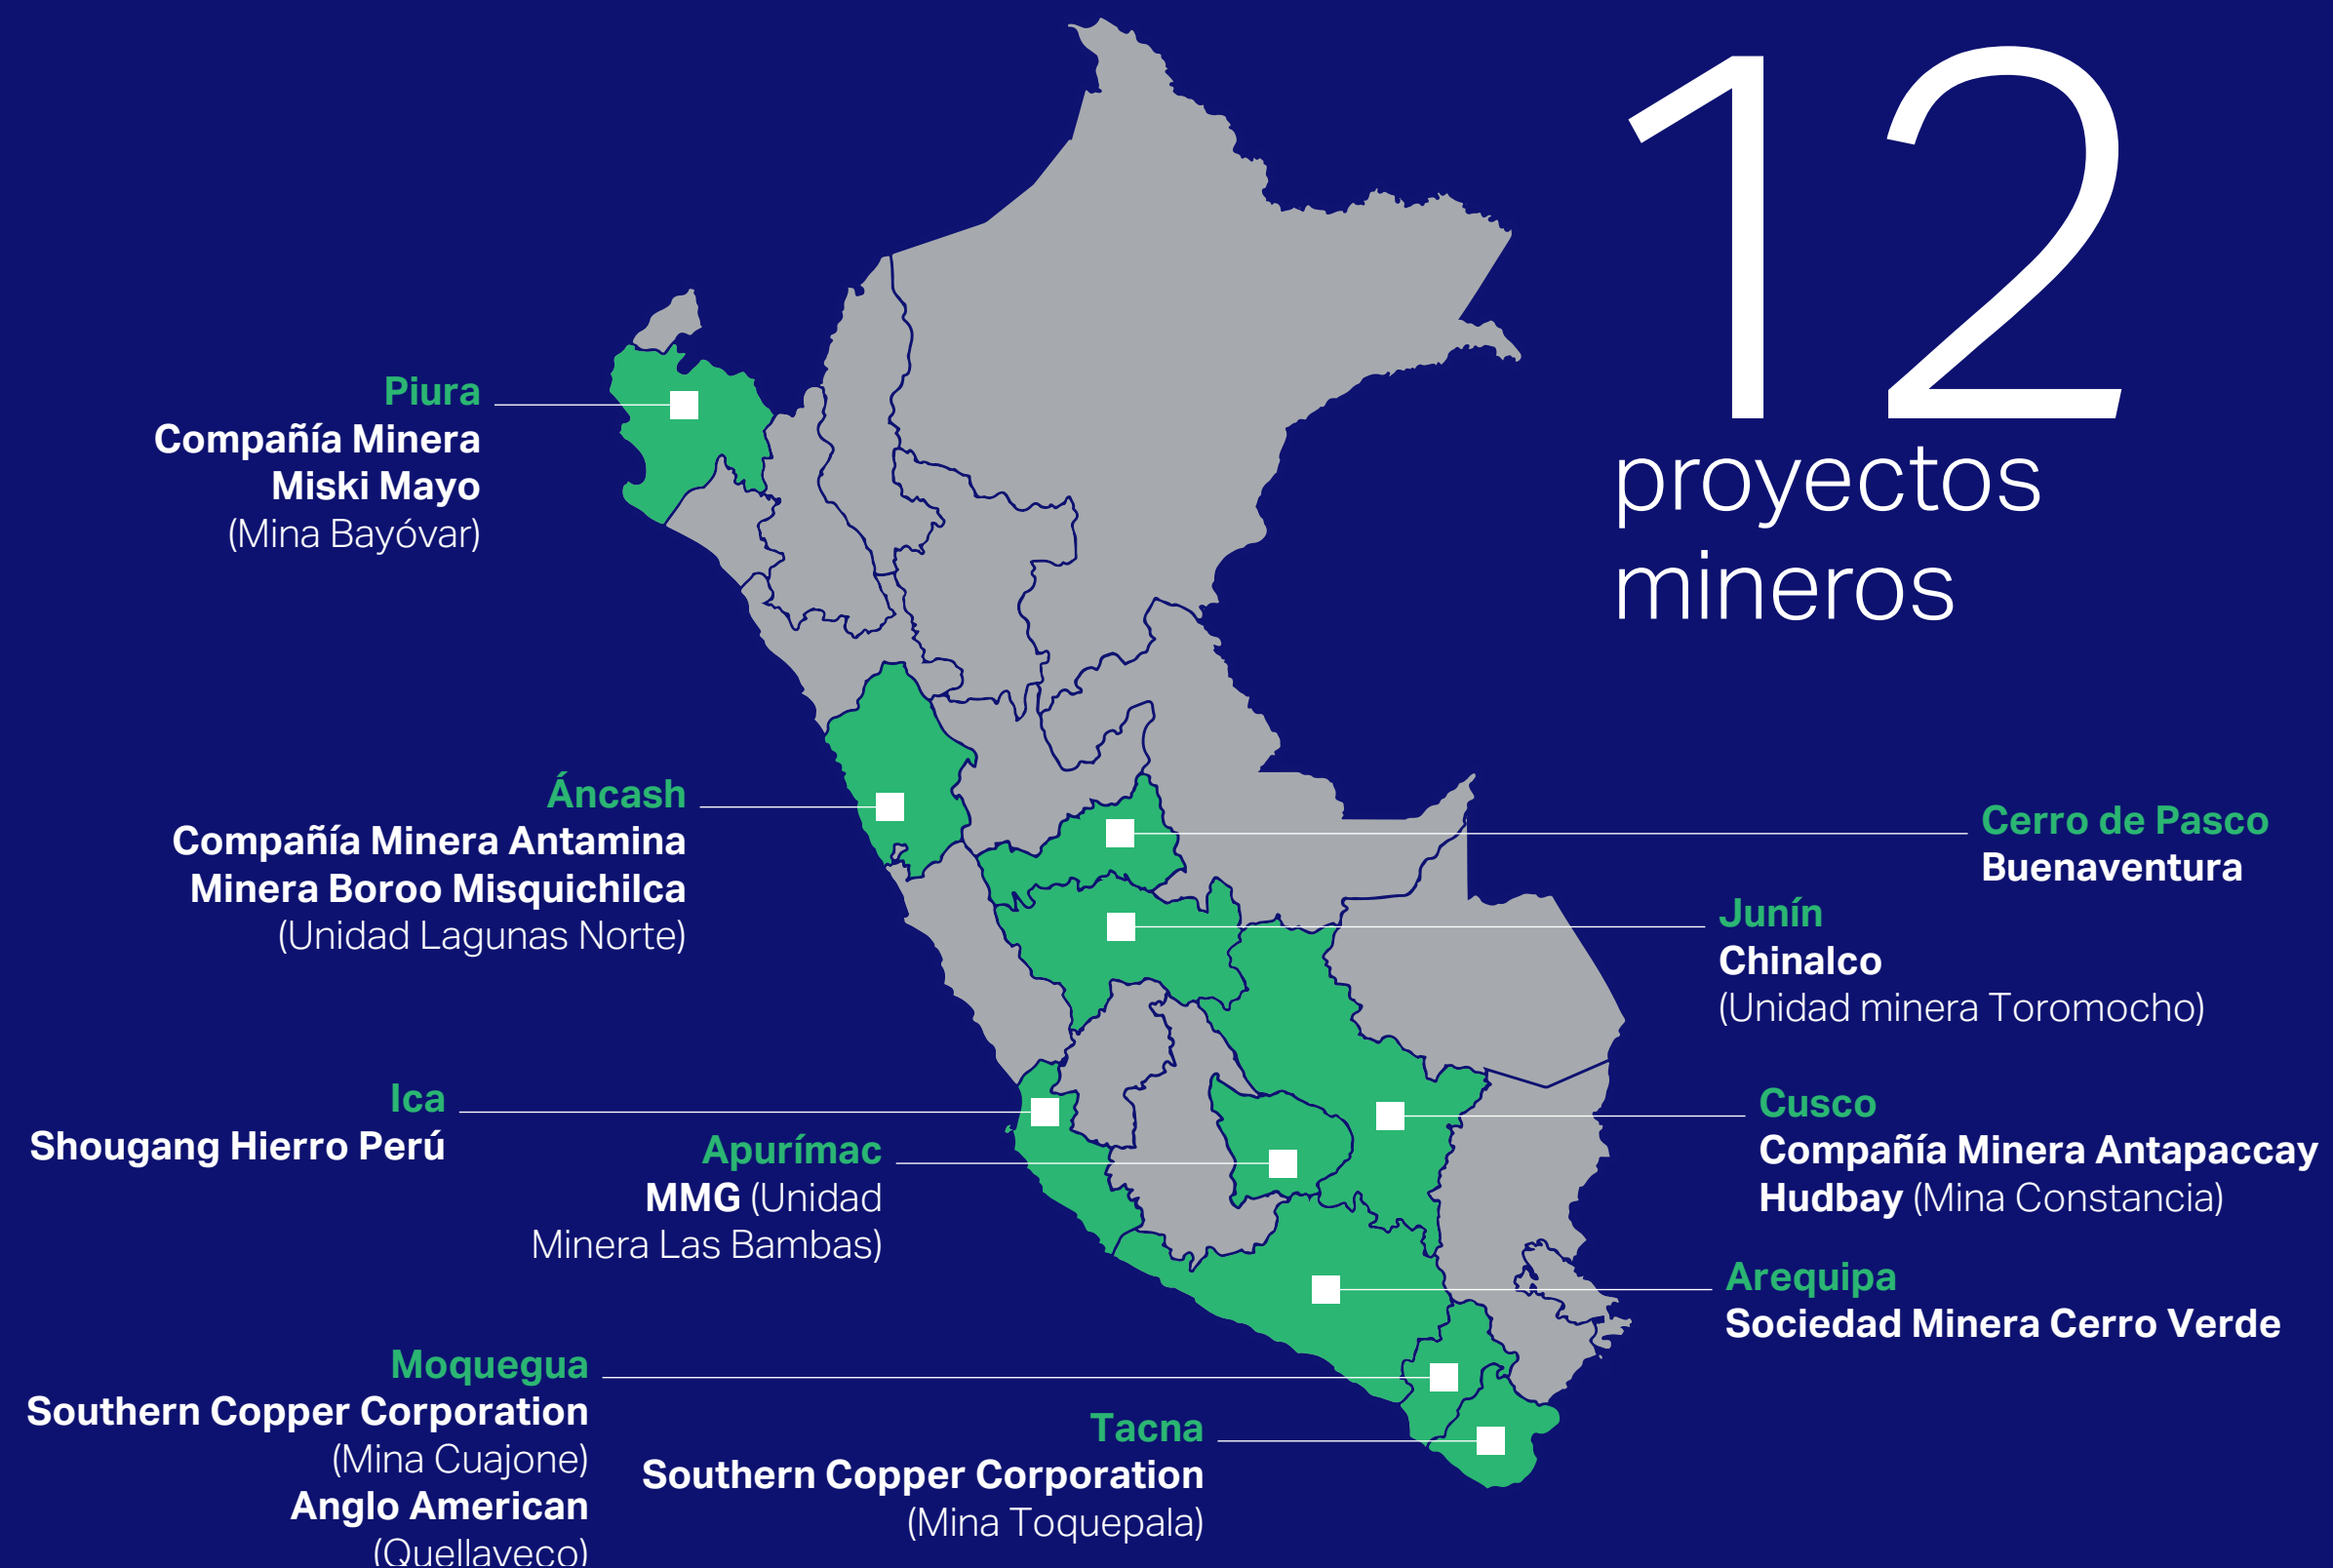 12
proyectos
mineros
Piura
Compañía Minera
Miski Mayo
(Mina Bayóvar)
Áncash
Compañía Minera Antamina
Minera Boroo Misquichilca
(Unidad Lagunas Norte)
Cerro de Pasco
Buenaventura
Junín
Chinalco
(Unidad minera Toromocho)
Ica
Shougang Hierro Perú
Apurímac
MMG (Unidad
Minera Las Bambas)
Cusco
Compañía Minera Antapaccay
Hudbay (Mina Constancia)
Arequipa
Sociedad Minera Cerro Verde
Moquegua
Southern Copper Corporation
(Mina Cuajone)
Anglo American
(Quellaveco)
Tacna
Southern Copper Corporation
(Mina Toquepala)